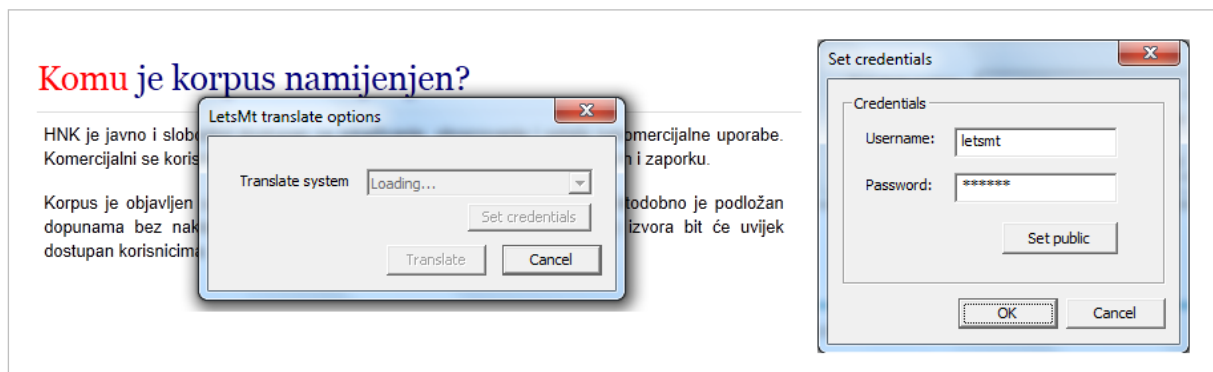 Komu je korpus namijenjen?
HNK je javno i slobo
omercijalne uporabe.
Komercijalni se koris
i zaporku.
Korpus je objavljen
todobno je podložan
dopunama bez nak
izvora bit će uvijek
dostupan korisnicima
LetsMt translate options
Translate system Loading...
Set credentials
Translate Cancel
Set credentials
Credentials
Username: letsmt
Password: ******
Set public
OK Cancel